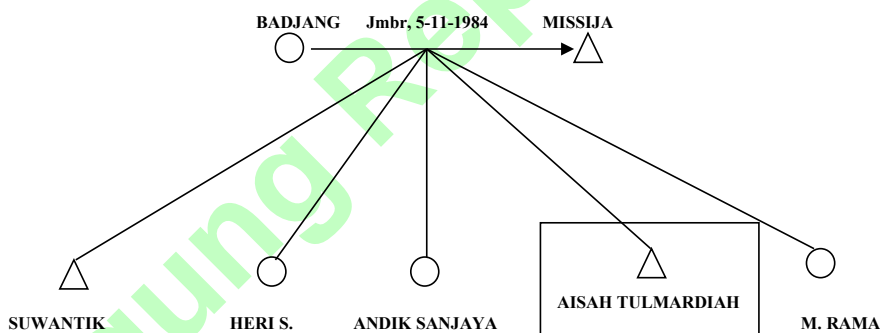 BADJANG Jmbr, 5-11-1984 MISSIJA
AISAH TULMARDIAH
SUWANTIK HERI S. ANDIK SANJAYA M. RAMA